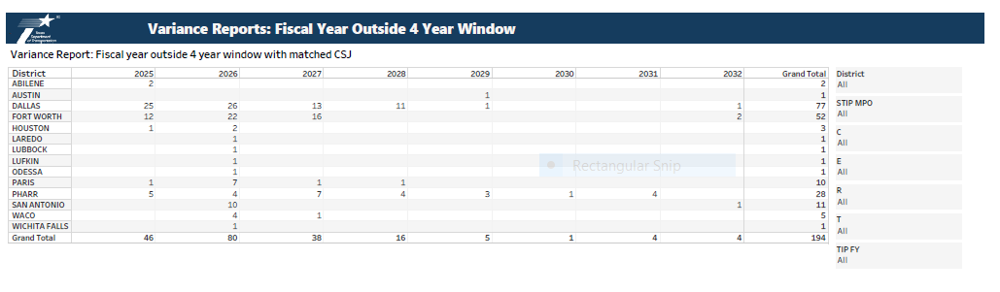 Texas
Department
of Transportation
Variance Reports: Fiscal Year Outside 4 Year Window
Variance Report: Fiscal year outside 4 year window with matched CSJ
District 2025 2026 2027 2028 2029 2030 2031 2032 Grand Total
ABILENE 2 2
AUSTIN 1 1
DALLAS 25 26 13 11 1 1 77
FORT WORTH 12 22 16 2 52
HOUSTON 1 2 3
LAREDO 1 1
LUBBOCK 1 1
LUFKIN 1 1
ODESSA 1 1
PARIS 1 7 1 1 10
PHARR 5 4 7 4 3 1 4 28
SAN ANTONIO 10 1 11
WACO 4 1 5
WICHITA FALLS 1 1
Grand Total 46 80 38 16 5 1 4 4 194
Rectangular Snip
District
All
STIP MPO
All
C
All
E
All
R
All
T
All
TIP FY
All